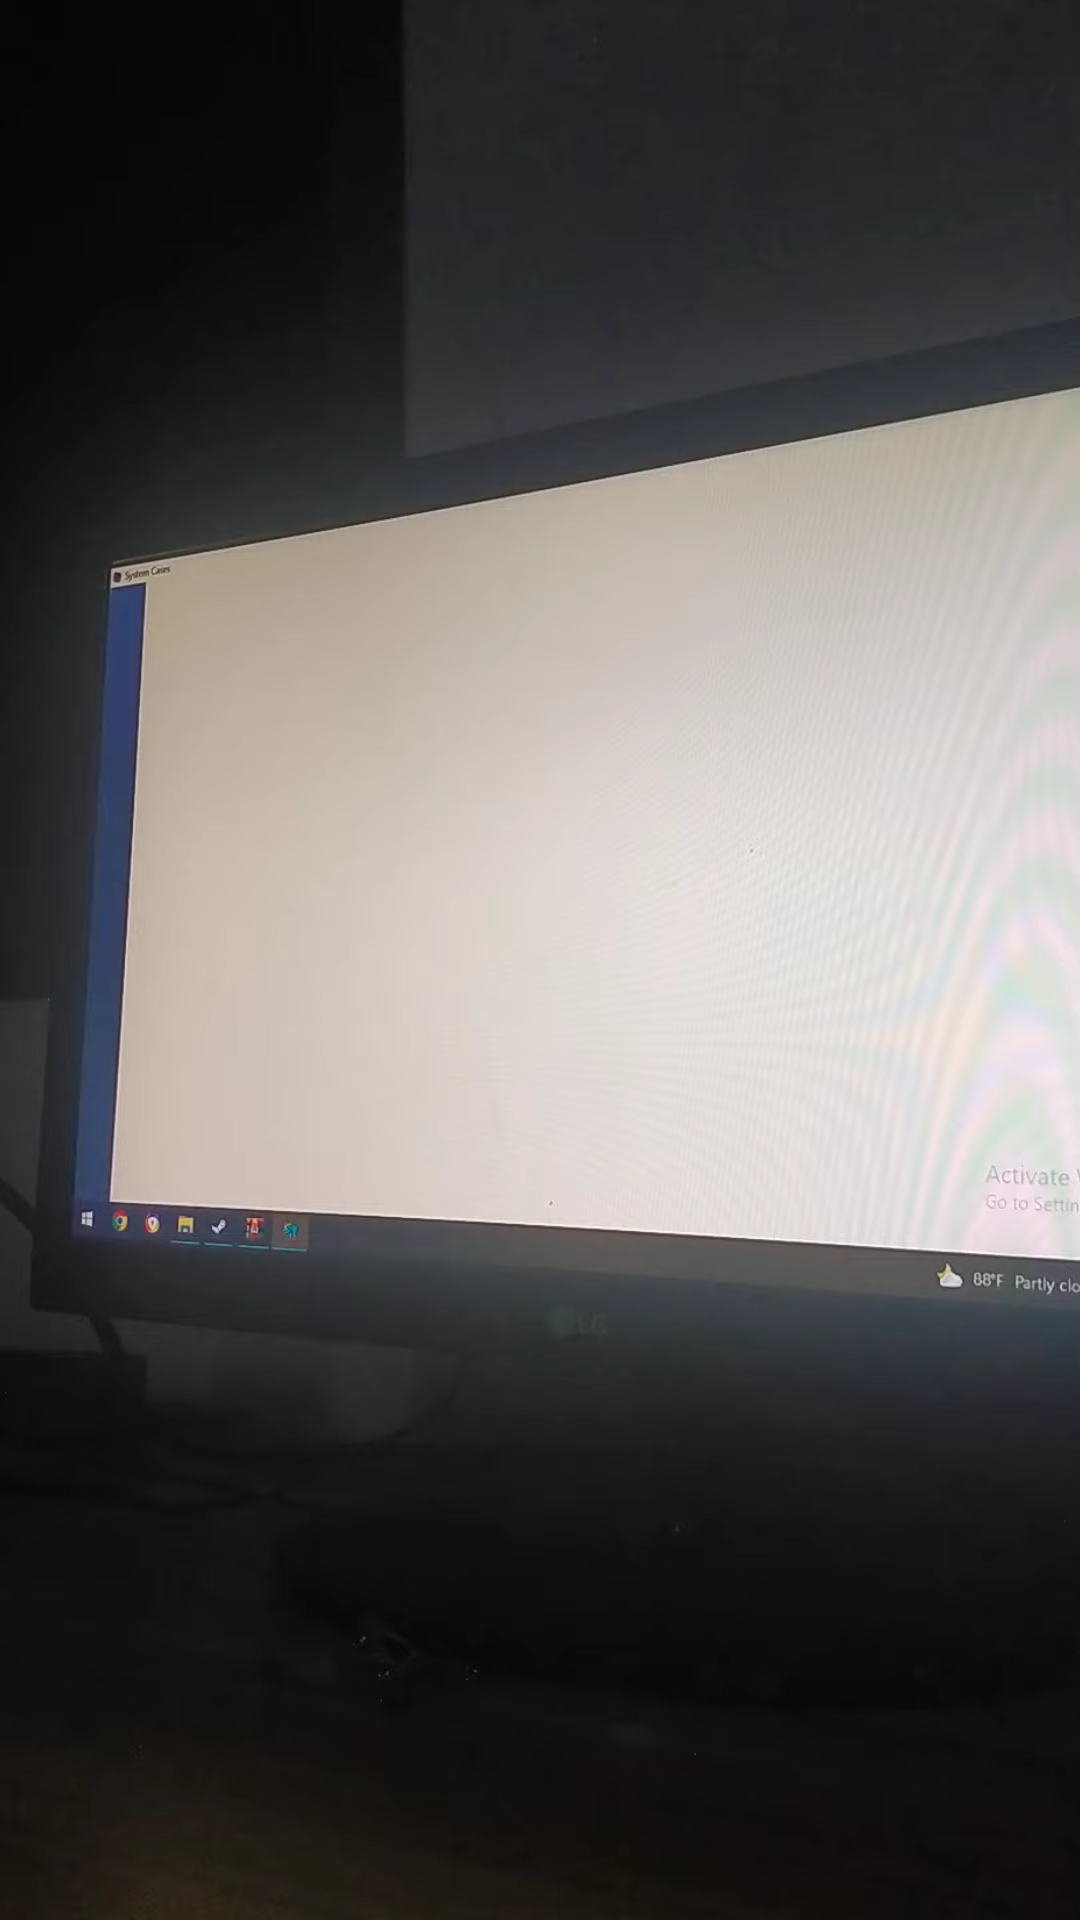 System Cases
Activate
Go to Settin
88°F Partly clo
LG